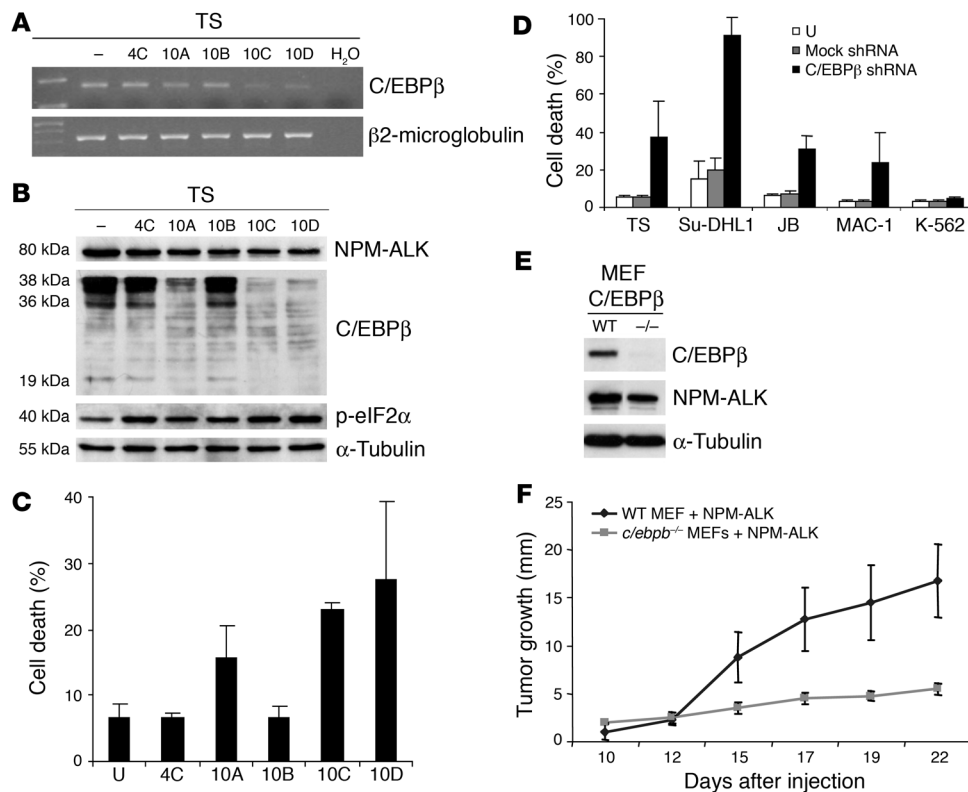 A
TS
– 4C 10A 10B 10C 10D H2O
C/EBPβ
β2-microglobulin
B
TS
– 4C 10A 10B 10C 10D
80 kDa NPM-ALK
38 kDa
36 kDa
C/EBPβ
19 kDa
40 kDa p-eIF2α
55 kDa α-Tubulin
C
Cell death (%)
40
30
20
10
0
U 4C 10A 10B 10C 10D
D
Cell death (%)
100
80
60
40
20
U
Mock shRNA
C/EBPβ shRNA
TS Su-DHL1 JB MAC-1 K-562
E
MEF
C/EBPβ
WT –/–
C/EBPβ
NPM-ALK
α-Tubulin
F
Tumor growth (mm)
25
20
15
10
5
0
WT MEF + NPM-ALK
c/ebpb–/– MEFs + NPM-ALK
10 12 15 17 19 22
Days after injection